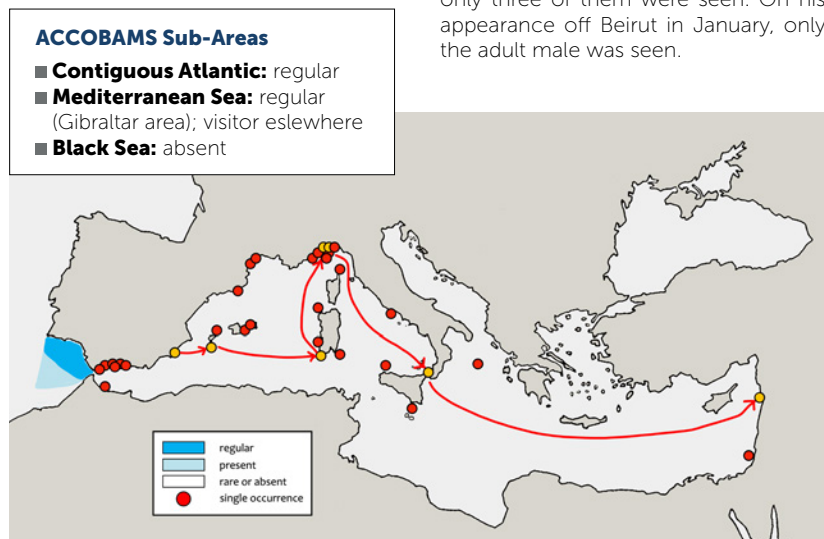 only three of them were seen. On his
appearance off Beirut in January, only
the adult male was seen.
ACCOBAMS Sub-Areas
Contiguous Atlantic: regular
Mediterranean Sea: regular
(Gibraltar area); visitor eslewhere
Black Sea: absent
regular
present
rare or absent
single occurrence